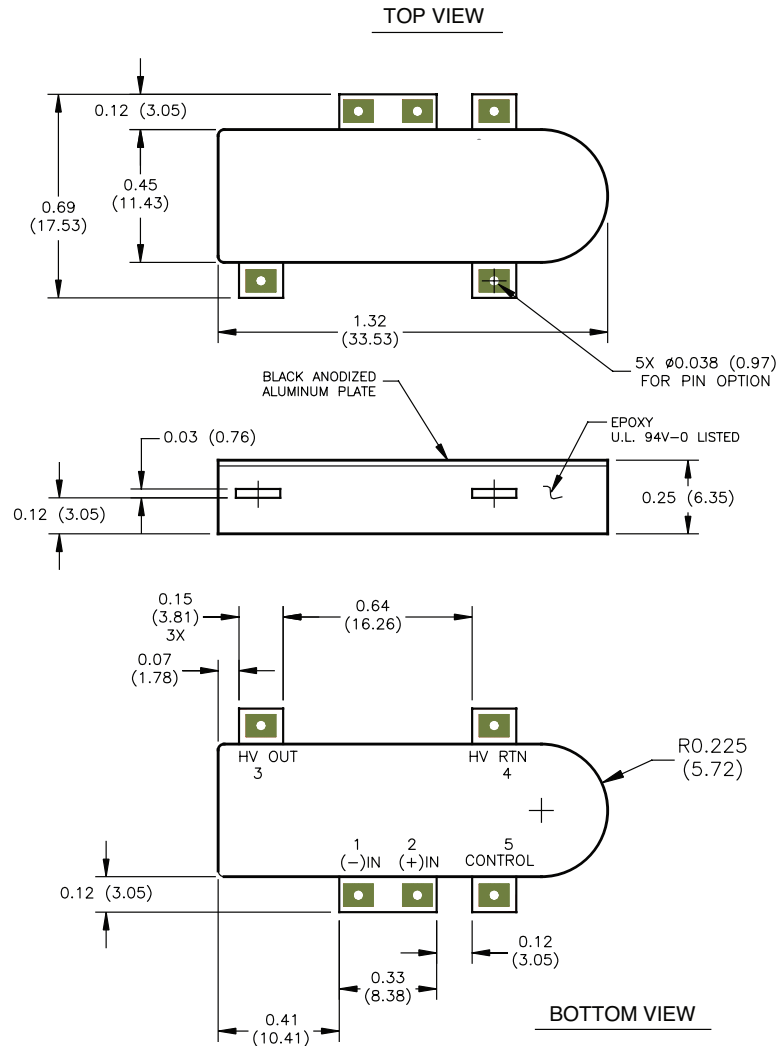 TOP VIEW
0.12 (3.05)
0.45
(11.43)
0.69
(17.53)
1.32
(33.53)
5X ø0.038 (0.97)
FOR PIN OPTION
BLACK ANODIZED
ALUMINUM PLATE
0.03 (0.76)
EPOXY
U.L. 94V-0 LISTED
0.25 (6.35)
0.12 (3.05)
0.15
(3.81)
3X
0.64
(16.26)
0.07
(1.78)
HV OUT
3
HV RTN
4
R0.225
(5.72)
1
(-)IN
2
(+)IN
5
CONTROL
0.12 (3.05)
0.12
(3.05)
0.33
(8.38)
0.41
(10.41)
BOTTOM VIEW